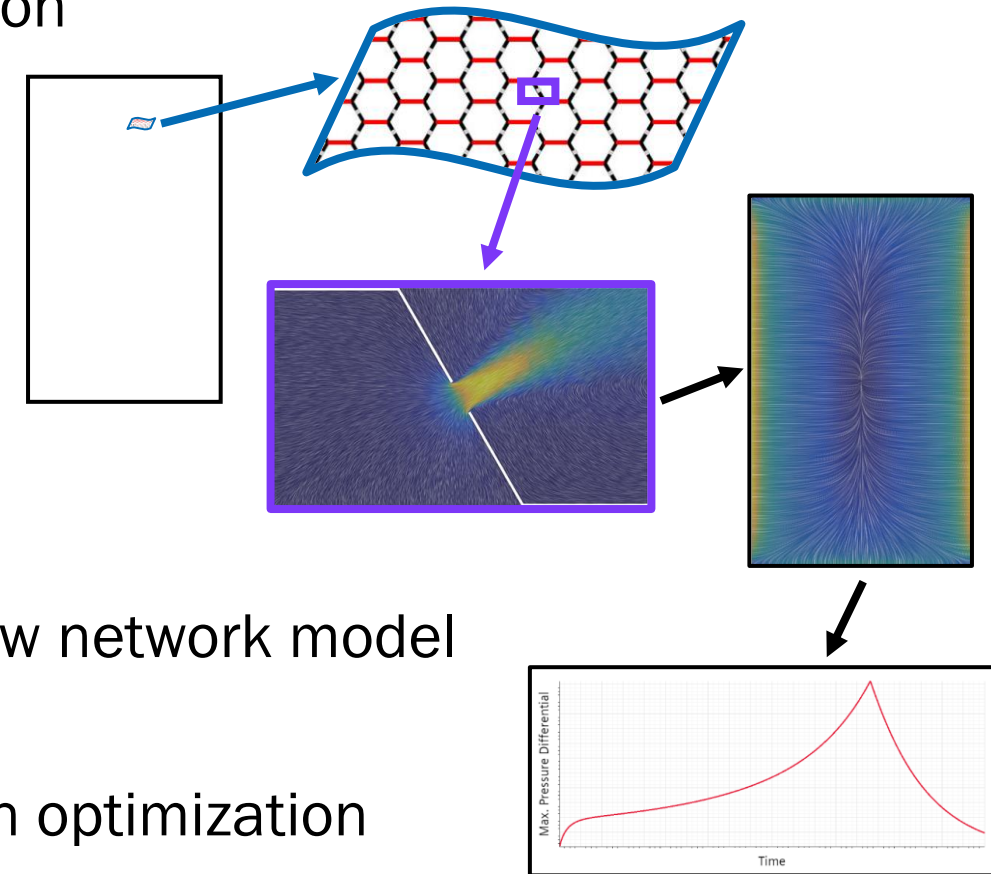 on
w network model
n optimization
Max. Pressure Differential
Time